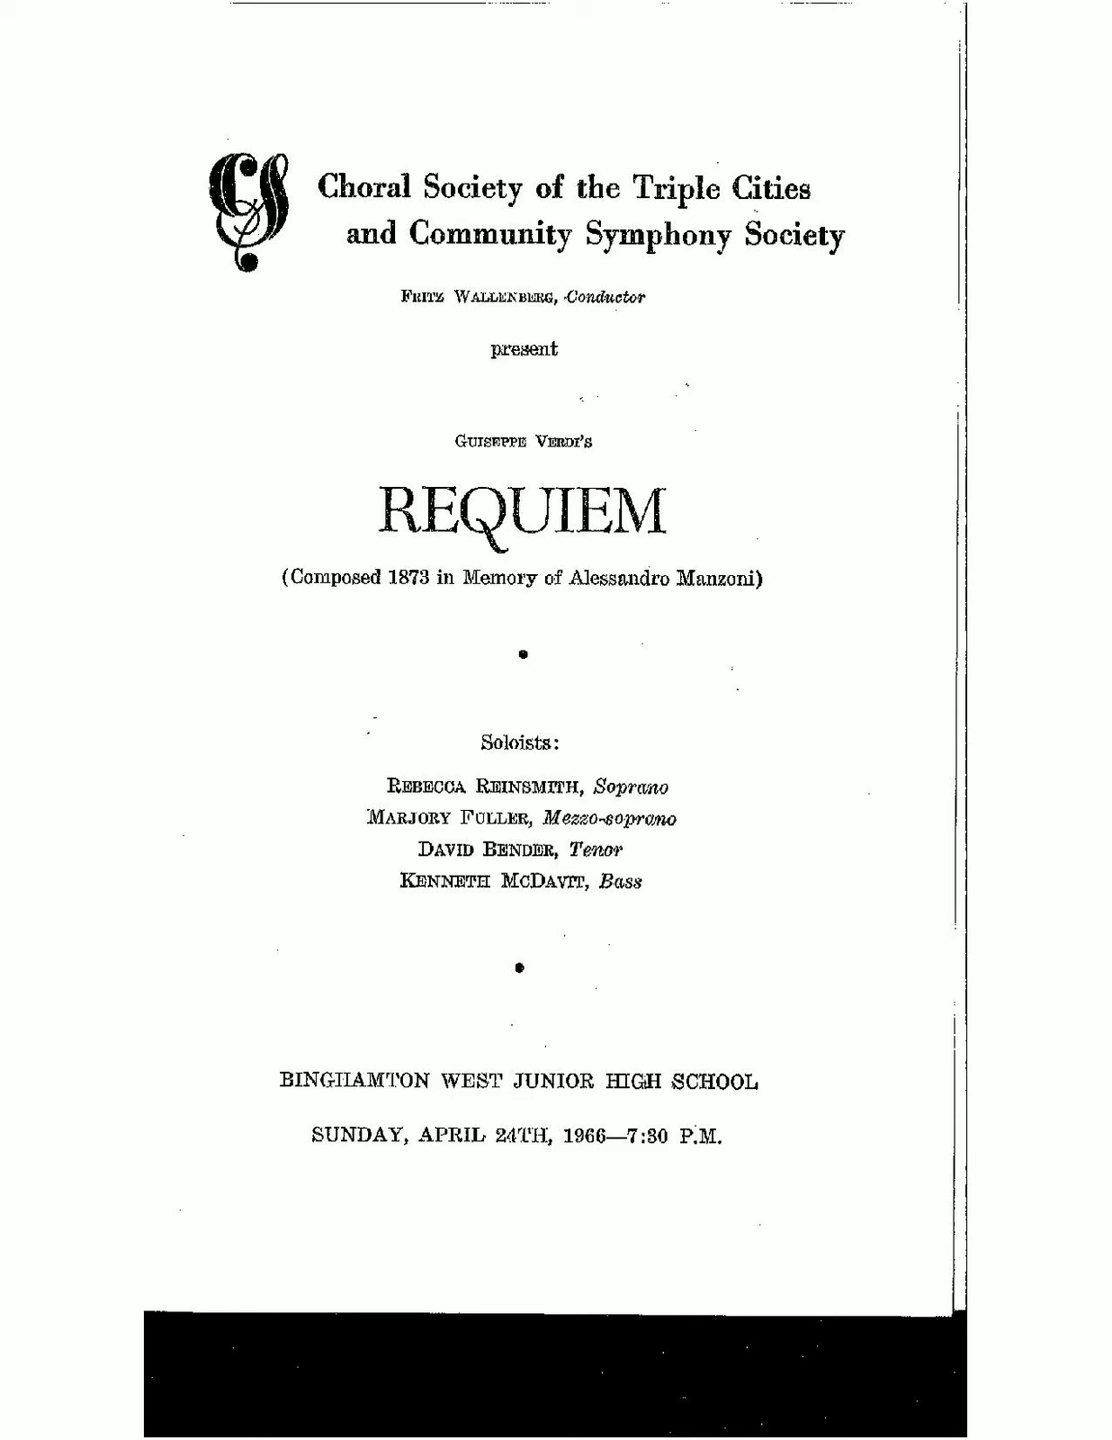 CS
Choral Society of the Triple Cities
and Community Symphony Society
FRITZ WALLENBERG, Conductor
present
GUISEPPE VERDI'S
REQUIEM
(Composed 1873 in Memory of Alessandro Manzoni)
Soloists:
REBECCA REINSMITH, Soprano
MARJORY FULLER, Mezzo-soprano
DAVID BENDER, Tenor
KENNETH MCDAVIT, Bass
BINGHAMTON WEST JUNIOR HIGH SCHOOL
SUNDAY, APRIL 24TH, 1966—7:30 P.M.